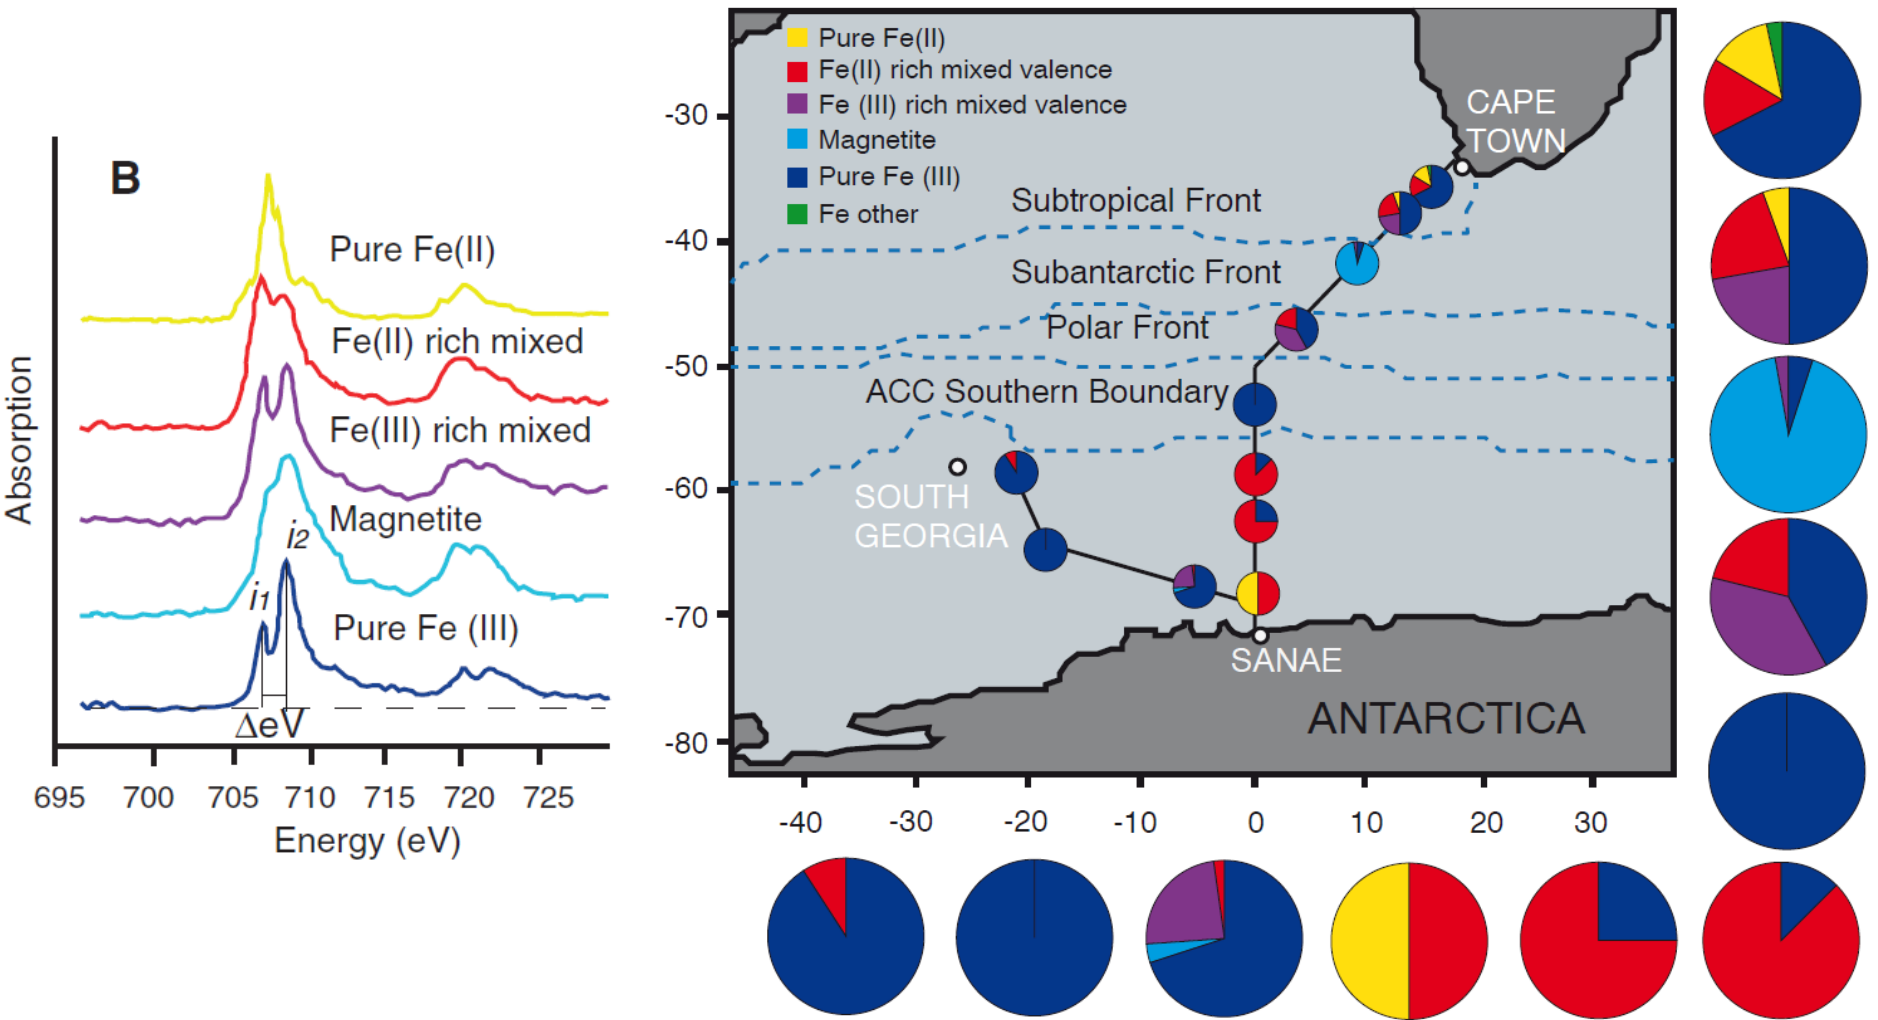 B
Pure Fe(II)
Fe(II) rich mixed
Fe(III) rich mixed
Magnetite
i2
i1
Pure Fe (III)
ΔeV
Absorption
695 700 705 710 715 720 725
Energy (eV)
Pure Fe(II)
Fe(II) rich mixed valence
Fe (III) rich mixed valence
Magnetite
Pure Fe (III)
Fe other
CAPE
TOWN
Subtropical Front
Subantarctic Front
Polar Front
ACC Southern Boundary
SOUTH
GEORGIA
SANAE
ANTARCTICA
-30
-40
-50
-60
-70
-80
-40 -30 -20 -10 0 10 20 30